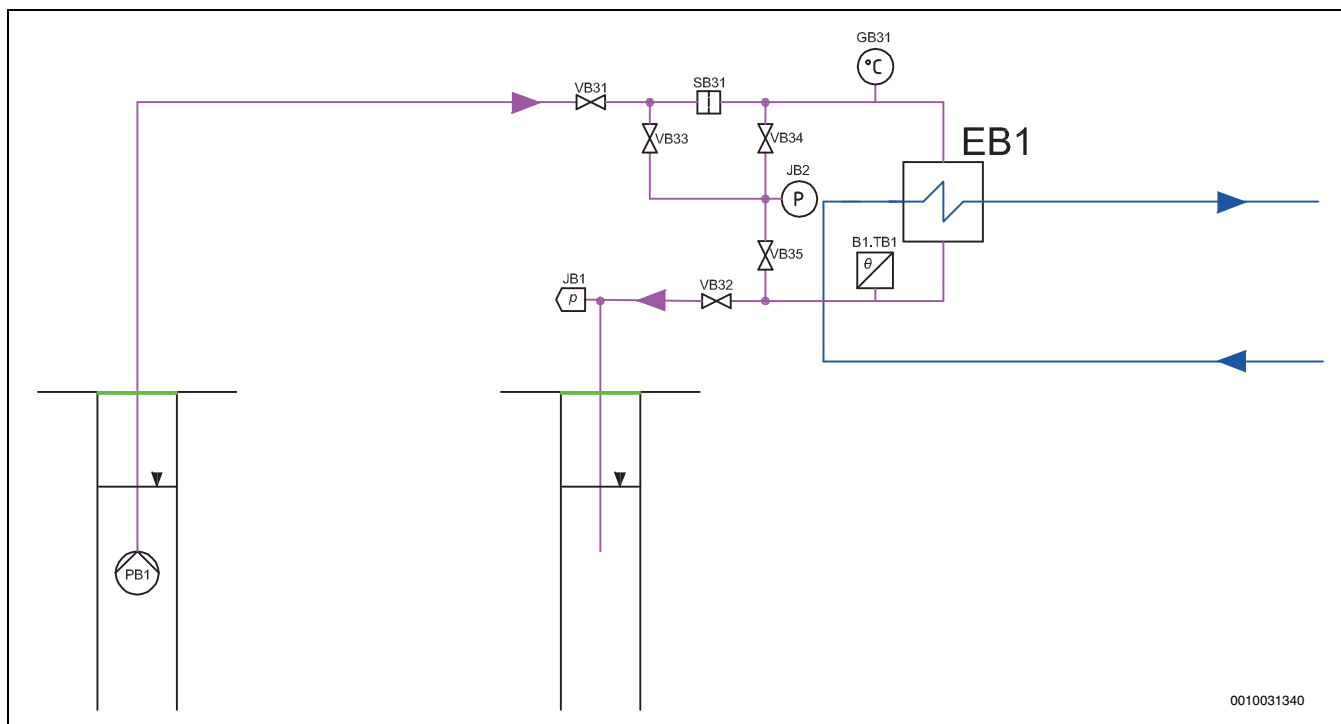 GB31
°C
VB31
SB31
VB33
VB34
EB1
JB2
P
B1.TB1
θ
VB35
JB1
p
VB32
PB1
0010031340